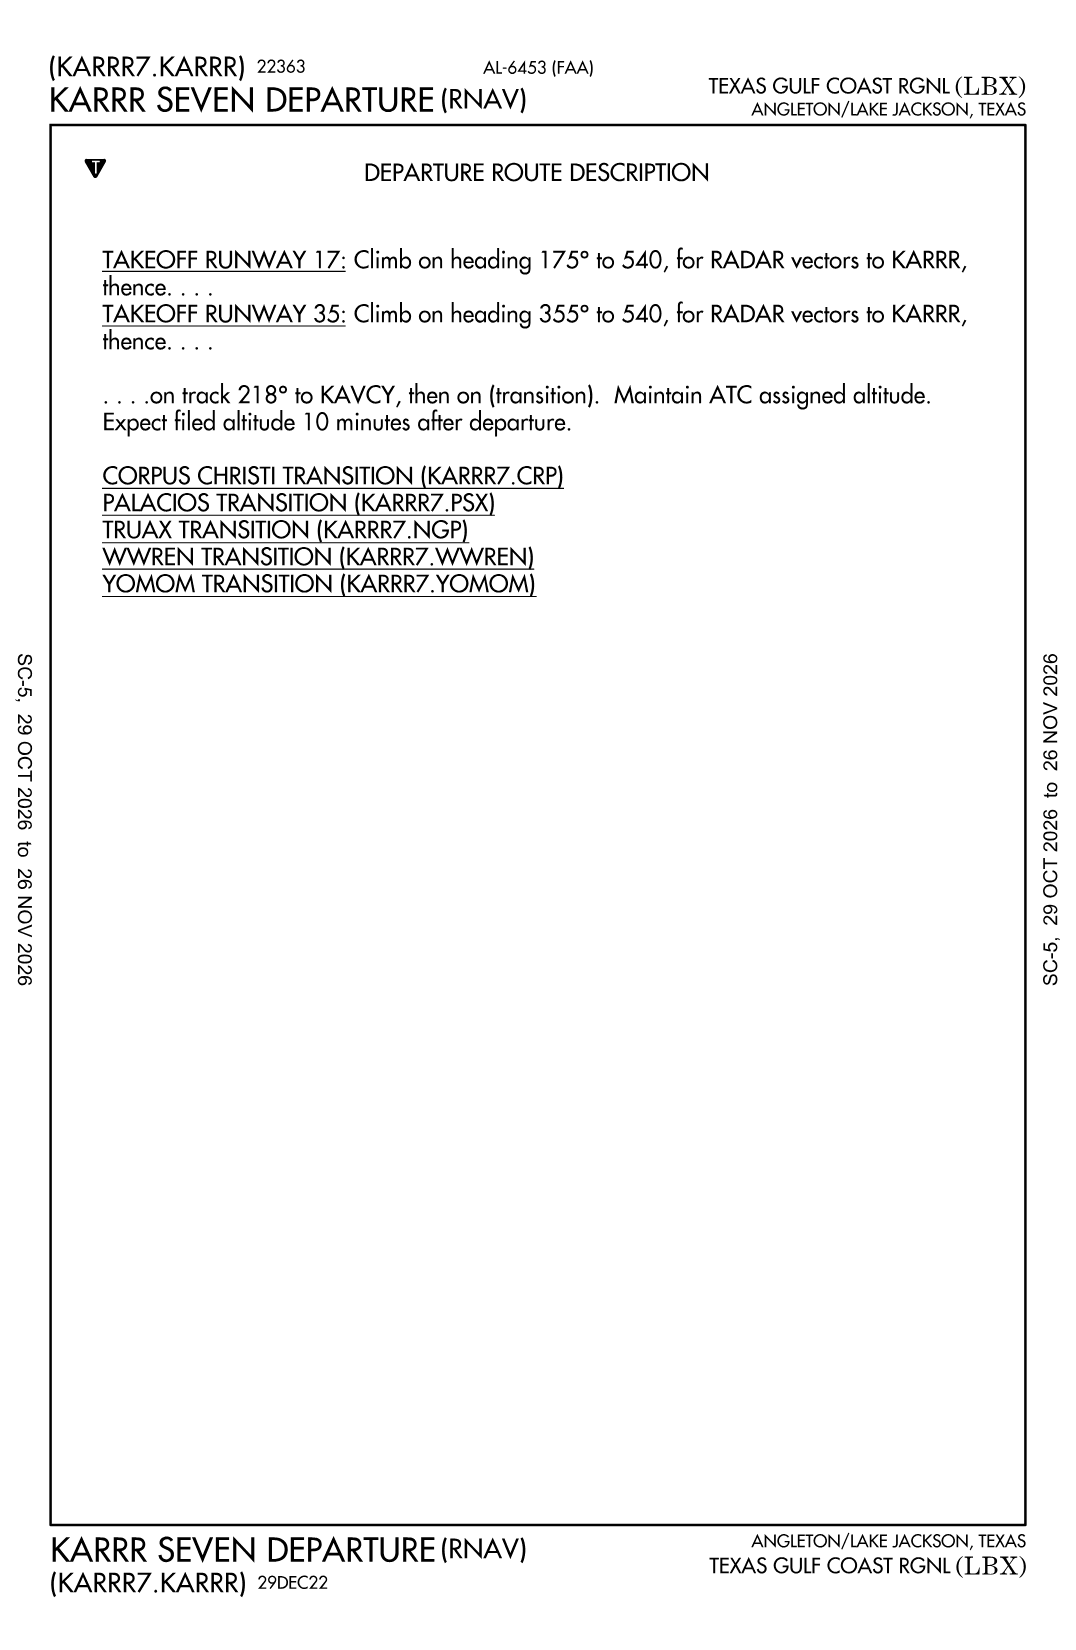 (KARRR7.KARRR) 22363
AL-6453 (FAA)
KARRR SEVEN DEPARTURE (RNAV)
TEXAS GULF COAST RGNL (LBX)
ANGLETON/LAKE JACKSON, TEXAS
T
DEPARTURE ROUTE DESCRIPTION
TAKEOFF RUNWAY 17: Climb on heading 175° to 540, for RADAR vectors to KARRR,
thence. . . .
TAKEOFF RUNWAY 35: Climb on heading 355° to 540, for RADAR vectors to KARRR,
thence. . . .
. . . .on track 218° to KAVCY, then on (transition). Maintain ATC assigned altitude.
Expect filed altitude 10 minutes after departure.
CORPUS CHRISTI TRANSITION (KARRR7.CRP)
PALACIOS TRANSITION (KARRR7.PSX)
TRUAX TRANSITION (KARRR7.NGP)
WWREN TRANSITION (KARRR7.WWREN)
YOMOM TRANSITION (KARRR7.YOMOM)
SC-5, 29 OCT 2026 to 26 NOV 2026
SC-5, 29 OCT 2026 to 26 NOV 2026
KARRR SEVEN DEPARTURE (RNAV)
(KARRR7.KARRR) 29DEC22
ANGLETON/LAKE JACKSON, TEXAS
TEXAS GULF COAST RGNL (LBX)